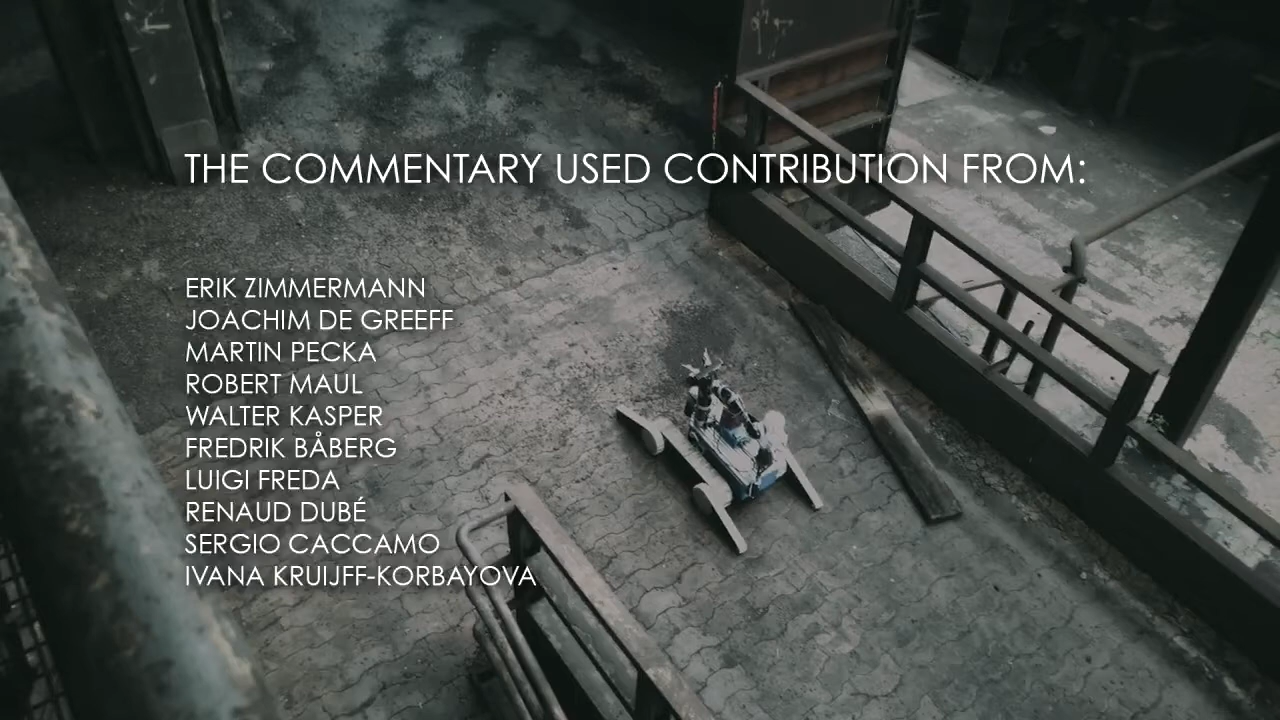 THE COMMENTARY USED CONTRIBUTION FROM:
ERIK ZIMMERMANN
JOACHIM DE GREEFF
MARTIN PECKA
ROBERT MAUL
WALTER KASPER
FREDRIK BÅBERG
LUIGI FREDA
RENAUD DUBÉ
SERGIO CACCAMO
IVANA KRUIJFF-KORBAYOVA